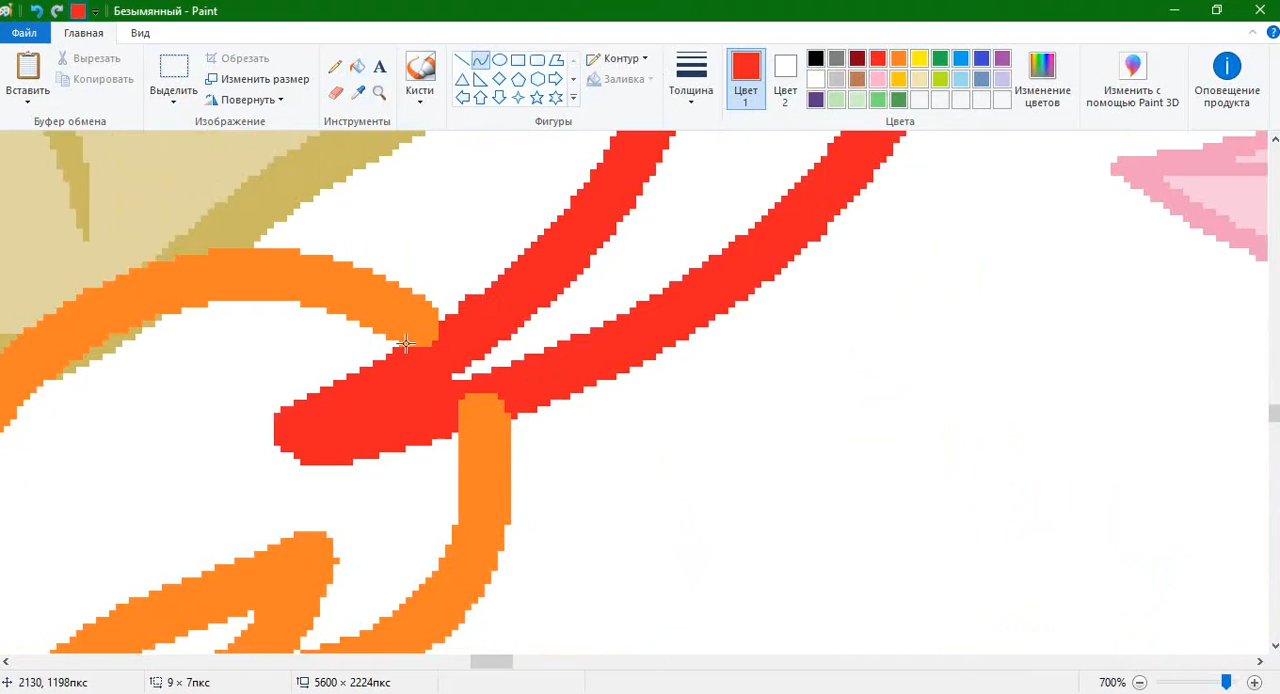 Безымянный - Paint
Файл
Главная
Вид
Вставить
Вырезать
Копировать
Буфер обмена
Выделить
Обрезать
Изменить размер
Повернуть
Изображение
A
Инструменты
Кисти
Фигуры
Контур
Заливка
Толщина
Цвет
1
Цвет
2
Изменение
цветов
Цвета
Изменить с
помощью Paint 3D
Оповещение
продукта
2130, 1198пкс
9 × 7пкс
5600 × 2224пкс
700%